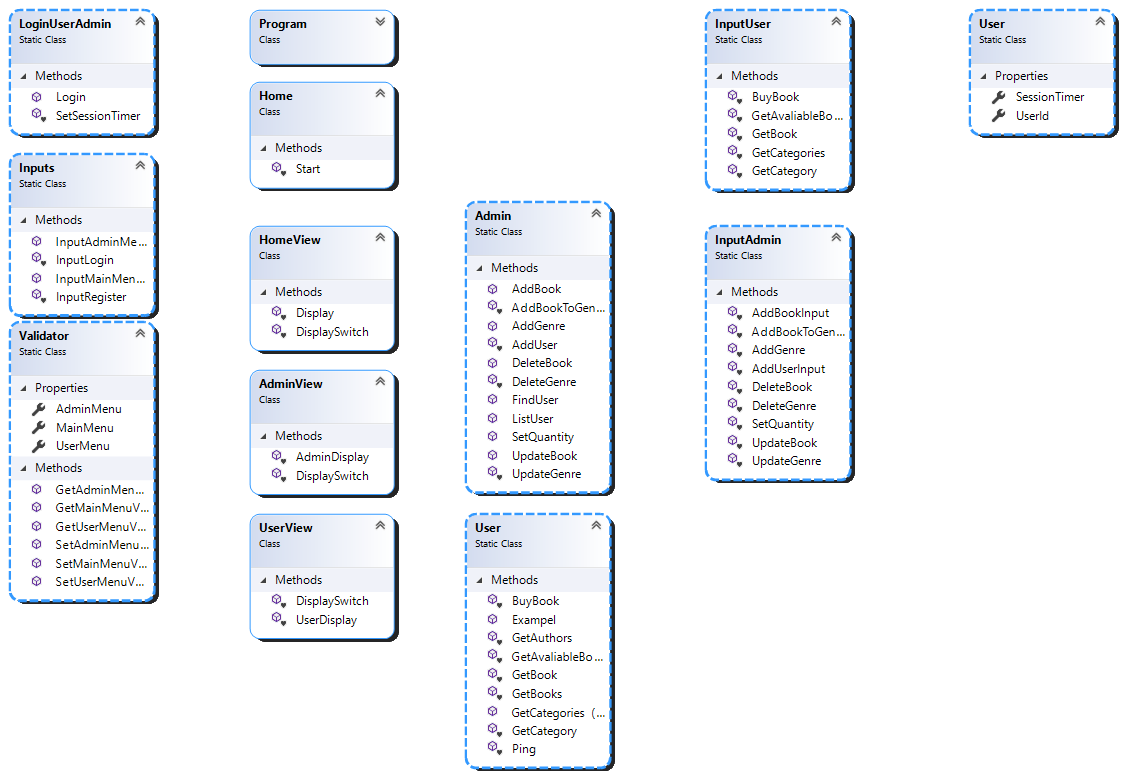 LoginUserAdmin
Static Class
Methods
Login
SetSessionTimer
Inputs
Static Class
Methods
InputAdminMe...
InputLogin
InputMainMen...
InputRegister
Validator
Static Class
Properties
AdminMenu
MainMenu
UserMenu
Methods
GetAdminMen...
GetMainMenuV...
GetUserMenuV...
SetAdminMenu...
SetMainMenuV...
SetUserMenuV...
Program
Class
Home
Class
Methods
Start
HomeView
Class
Methods
Display
DisplaySwitch
AdminView
Class
Methods
AdminDisplay
DisplaySwitch
UserView
Class
Methods
DisplaySwitch
UserDisplay
Admin
Static Class
Methods
AddBook
AddBookToGen...
AddGenre
AddUser
DeleteBook
DeleteGenre
FindUser
ListUser
SetQuantity
UpdateBook
UpdateGenre
User
Static Class
Methods
BuyBook
Exampel
GetAuthors
GetAvaliableBo...
GetBook
GetBooks
GetCategories (...
GetCategory
Ping
InputUser
Static Class
Methods
BuyBook
GetAvaliableBo...
GetBook
GetCategories
GetCategory
InputAdmin
Static Class
Methods
AddBookInput
AddBookToGen...
AddGenre
AddUserInput
DeleteBook
DeleteGenre
SetQuantity
UpdateBook
UpdateGenre
User
Static Class
Properties
SessionTimer
UserId